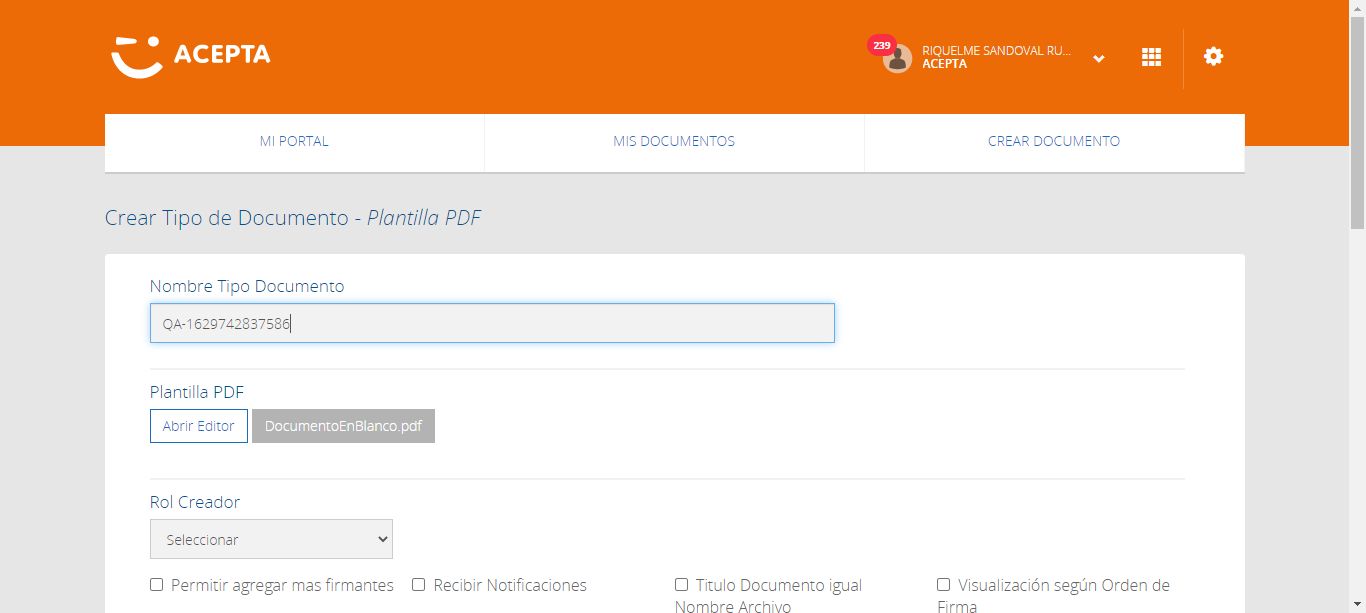 ACEPTA
239
RIQUELME SANDOVAL RU...
ACEPTA
MI PORTAL
MIS DOCUMENTOS
CREAR DOCUMENTO
Crear Tipo de Documento - Plantilla PDF
Nombre Tipo Documento
QA-1629742837586
Plantilla PDF
Abrir Editor
DocumentoEnBlanco.pdf
Rol Creador
Seleccionar
Permitir agregar mas firmantes
Recibir Notificaciones
Titulo Documento igual
Nombre Archivo
Visualización según Orden de
Firma